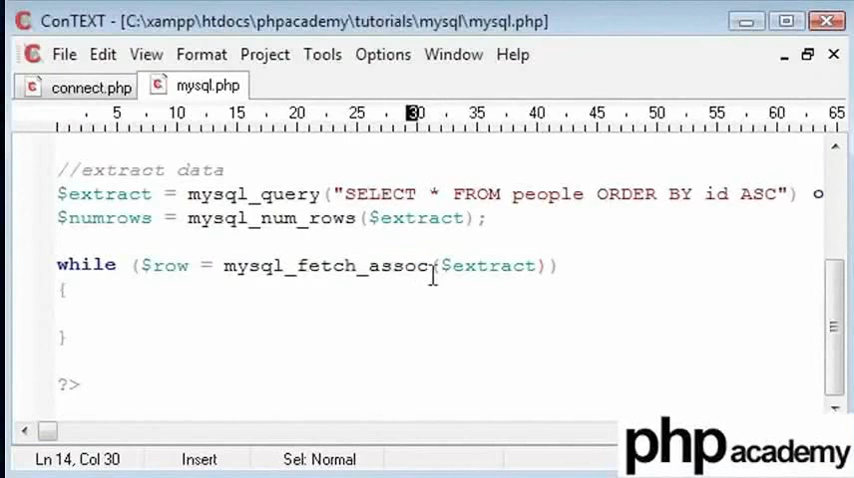 ConTEXT - [C:\xampp\htdocs\phpacademy\tutorials\mysql\mysql.php]
File Edit View Format Project Tools Options Window Help
connect.php mysql.php
5 10 15 20 25 30 35 40 45 50 55 60 65
//extract data
$extract = mysql_query("SELECT * FROM people ORDER BY id ASC") o
$numrows = mysql_num_rows($extract);
while ($row = mysql_fetch_assoc($extract))
{
}
?>
Ln 14, Col 30 Insert Sel: Normal
php academy